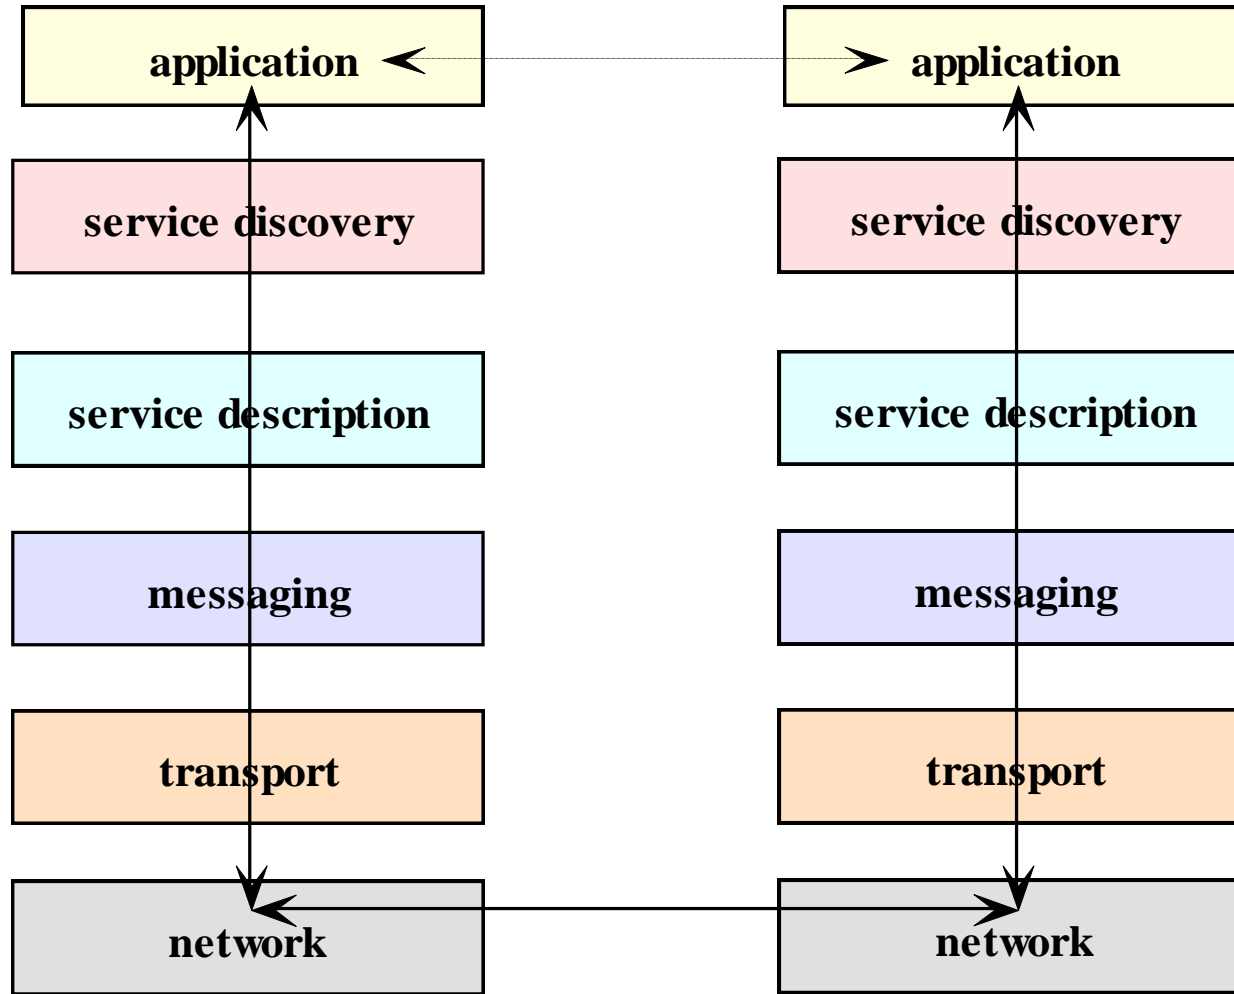 application
application
service discovery
service discovery
service description
service description
messaging
messaging
transport
transport
network
network